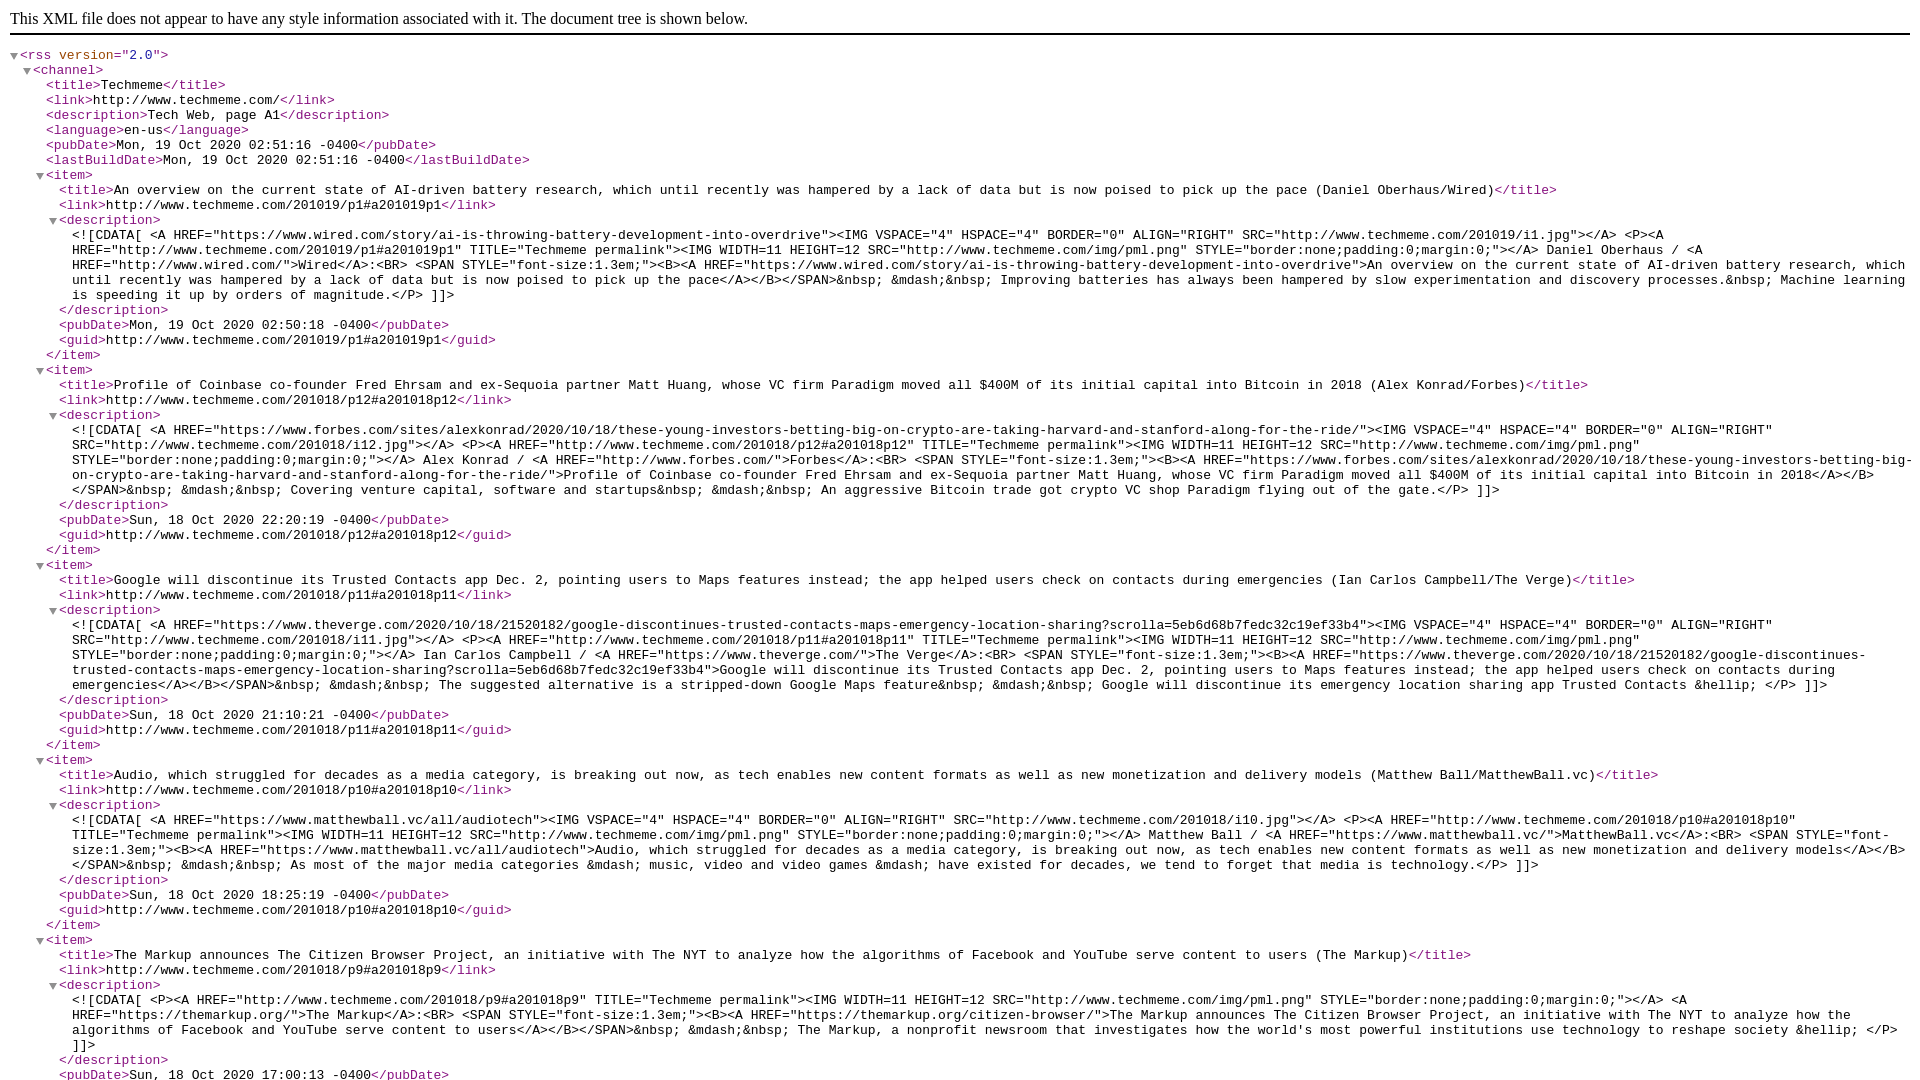 This XML file does not appear to have any style information associated with it. The document tree is shown below.
<rss version="2.0">
<channel>
<title>Techmeme</title>
<link>http://www.techmeme.com/</link>
<description>Tech Web, page A1</description>
<language>en-us</language>
<pubDate>Mon, 19 Oct 2020 02:51:16 -0400</pubDate>
<lastBuildDate>Mon, 19 Oct 2020 02:51:16 -0400</lastBuildDate>
<item>
<title>An overview on the current state of AI-driven battery research, which until recently was hampered by a lack of data but is now poised to pick up the pace (Daniel Oberhaus/Wired)</title>
<link>http://www.techmeme.com/201019/p1#a201019p1</link>
<description>
<![CDATA[ <A HREF="https://www.wired.com/story/ai-is-throwing-battery-development-into-overdrive"><IMG VSPACE="4" HSPACE="4" BORDER="0" ALIGN="RIGHT" SRC="http://www.techmeme.com/201019/i1.jpg"></A> <P><A
HREF="http://www.techmeme.com/201019/p1#a201019p1" TITLE="Techmeme permalink"><IMG WIDTH=11 HEIGHT=12 SRC="http://www.techmeme.com/img/pml.png" STYLE="border:none;padding:0;margin:0;"></A> Daniel Oberhaus / <A
HREF="http://www.wired.com/">Wired</A>:<BR> <SPAN STYLE="font-size:1.3em;"><B><A HREF="https://www.wired.com/story/ai-is-throwing-battery-development-into-overdrive">An overview on the current state of AI-driven battery research, which
until recently was hampered by a lack of data but is now poised to pick up the pace</A></B></SPAN>&nbsp; &mdash;&nbsp; Improving batteries has always been hampered by slow experimentation and discovery processes.&nbsp; Machine learning
is speeding it up by orders of magnitude.</P> ]]>
</description>
<pubDate>Mon, 19 Oct 2020 02:50:18 -0400</pubDate>
<guid>http://www.techmeme.com/201019/p1#a201019p1</guid>
</item>
<item>
<title>Profile of Coinbase co-founder Fred Ehrsam and ex-Sequoia partner Matt Huang, whose VC firm Paradigm moved all $400M of its initial capital into Bitcoin in 2018 (Alex Konrad/Forbes)</title>
<link>http://www.techmeme.com/201018/p12#a201018p12</link>
<description>
<![CDATA[ <A HREF="https://www.forbes.com/sites/alexkonrad/2020/10/18/these-young-investors-betting-big-on-crypto-are-taking-harvard-and-stanford-along-for-the-ride/"><IMG VSPACE="4" HSPACE="4" BORDER="0" ALIGN="RIGHT"
SRC="http://www.techmeme.com/201018/i12.jpg"></A> <P><A HREF="http://www.techmeme.com/201018/p12#a201018p12" TITLE="Techmeme permalink"><IMG WIDTH=11 HEIGHT=12 SRC="http://www.techmeme.com/img/pml.png"
STYLE="border:none;padding:0;margin:0;"></A> Alex Konrad / <A HREF="http://www.forbes.com/">Forbes</A>:<BR> <SPAN STYLE="font-size:1.3em;"><B><A HREF="https://www.forbes.com/sites/alexkonrad/2020/10/18/these-young-investors-betting-big-
on-crypto-are-taking-harvard-and-stanford-along-for-the-ride/">Profile of Coinbase co-founder Fred Ehrsam and ex-Sequoia partner Matt Huang, whose VC firm Paradigm moved all $400M of its initial capital into Bitcoin in 2018</A></B>
</SPAN>&nbsp; &mdash;&nbsp; Covering venture capital, software and startups&nbsp; &mdash;&nbsp; An aggressive Bitcoin trade got crypto VC shop Paradigm flying out of the gate.</P> ]]>
</description>
<pubDate>Sun, 18 Oct 2020 22:20:19 -0400</pubDate>
<guid>http://www.techmeme.com/201018/p12#a201018p12</guid>
</item>
<item>
<title>Google will discontinue its Trusted Contacts app Dec. 2, pointing users to Maps features instead; the app helped users check on contacts during emergencies (Ian Carlos Campbell/The Verge)</title>
<link>http://www.techmeme.com/201018/p11#a201018p11</link>
<description>
<![CDATA[ <A HREF="https://www.theverge.com/2020/10/18/21520182/google-discontinues-trusted-contacts-maps-emergency-location-sharing?scrolla=5eb6d68b7fedc32c19ef33b4"><IMG VSPACE="4" HSPACE="4" BORDER="0" ALIGN="RIGHT"
SRC="http://www.techmeme.com/201018/i11.jpg"></A> <P><A HREF="http://www.techmeme.com/201018/p11#a201018p11" TITLE="Techmeme permalink"><IMG WIDTH=11 HEIGHT=12 SRC="http://www.techmeme.com/img/pml.png"
STYLE="border:none;padding:0;margin:0;"></A> Ian Carlos Campbell / <A HREF="https://www.theverge.com/">The Verge</A>:<BR> <SPAN STYLE="font-size:1.3em;"><B><A HREF="https://www.theverge.com/2020/10/18/21520182/google-discontinues-
trusted-contacts-maps-emergency-location-sharing?scrolla=5eb6d68b7fedc32c19ef33b4">Google will discontinue its Trusted Contacts app Dec. 2, pointing users to Maps features instead; the app helped users check on contacts during
emergencies</A></B></SPAN>&nbsp; &mdash;&nbsp; The suggested alternative is a stripped-down Google Maps feature&nbsp; &mdash;&nbsp; Google will discontinue its emergency location sharing app Trusted Contacts &hellip; </P> ]]>
</description>
<pubDate>Sun, 18 Oct 2020 21:10:21 -0400</pubDate>
<guid>http://www.techmeme.com/201018/p11#a201018p11</guid>
</item>
<item>
<title>Audio, which struggled for decades as a media category, is breaking out now, as tech enables new content formats as well as new monetization and delivery models (Matthew Ball/MatthewBall.vc)</title>
<link>http://www.techmeme.com/201018/p10#a201018p10</link>
<description>
<![CDATA[ <A HREF="https://www.matthewball.vc/all/audiotech"><IMG VSPACE="4" HSPACE="4" BORDER="0" ALIGN="RIGHT" SRC="http://www.techmeme.com/201018/i10.jpg"></A> <P><A HREF="http://www.techmeme.com/201018/p10#a201018p10"
TITLE="Techmeme permalink"><IMG WIDTH=11 HEIGHT=12 SRC="http://www.techmeme.com/img/pml.png" STYLE="border:none;padding:0;margin:0;"></A> Matthew Ball / <A HREF="https://www.matthewball.vc/">MatthewBall.vc</A>:<BR> <SPAN STYLE="font-
size:1.3em;"><B><A HREF="https://www.matthewball.vc/all/audiotech">Audio, which struggled for decades as a media category, is breaking out now, as tech enables new content formats as well as new monetization and delivery models</A></B>
</SPAN>&nbsp; &mdash;&nbsp; As most of the major media categories &mdash; music, video and video games &mdash; have existed for decades, we tend to forget that media is technology.</P> ]]>
</description>
<pubDate>Sun, 18 Oct 2020 18:25:19 -0400</pubDate>
<guid>http://www.techmeme.com/201018/p10#a201018p10</guid>
</item>
<item>
<title>The Markup announces The Citizen Browser Project, an initiative with The NYT to analyze how the algorithms of Facebook and YouTube serve content to users (The Markup)</title>
<link>http://www.techmeme.com/201018/p9#a201018p9</link>
<description>
<![CDATA[ <P><A HREF="http://www.techmeme.com/201018/p9#a201018p9" TITLE="Techmeme permalink"><IMG WIDTH=11 HEIGHT=12 SRC="http://www.techmeme.com/img/pml.png" STYLE="border:none;padding:0;margin:0;"></A> <A
HREF="https://themarkup.org/">The Markup</A>:<BR> <SPAN STYLE="font-size:1.3em;"><B><A HREF="https://themarkup.org/citizen-browser/">The Markup announces The Citizen Browser Project, an initiative with The NYT to analyze how the
algorithms of Facebook and YouTube serve content to users</A></B></SPAN>&nbsp; &mdash;&nbsp; The Markup, a nonprofit newsroom that investigates how the world's most powerful institutions use technology to reshape society &hellip; </P>
]]>
</description>
<pubDate>Sun, 18 Oct 2020 17:00:13 -0400</pubDate>